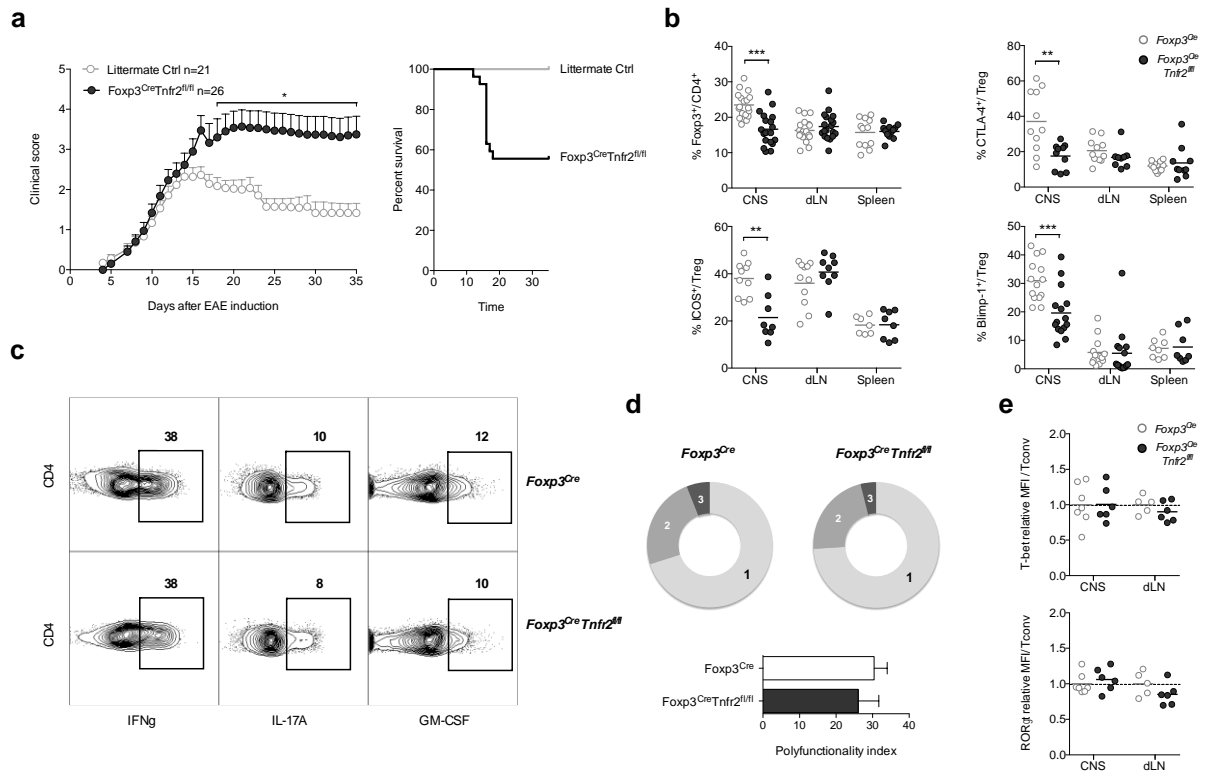 a
Littermate Ctrl n=21
Foxp3CreTnfr2fl/fl n=26
*
5
4
3
2
1
0
Clinical score
0 5 10 15 20 25 30 35
Days after EAE induction
100
80
60
40
20
0
Percent survival
0 10 20 30
Time
Littermate Ctrl
Foxp3CreTnfr2fl/fl
b
40
30
20
10
0
% Foxp3+/CD4+
***
CNS dLN Spleen
80
60
40
20
0
% CTLA-4+/Treg
**
CNS dLN Spleen
Foxp3Cre
Foxp3Cre
Tnfr2fl/fl
60
40
20
0
% ICOS+/Treg
**
CNS dLN Spleen
50
40
30
20
10
0
% Blimp-1+/Treg
***
CNS dLN Spleen
c
CD4
38
10
12
Foxp3Cre
CD4
38
8
10
Foxp3Cre Tnfr2fl/fl
IFNg IL-17A GM-CSF
d
Foxp3Cre
3
2
1
Foxp3Cre Tnfr2fl/fl
3
2
1
Foxp3Cre
Foxp3CreTnfr2fl/fl
0 10 20 30 40
Polyfunctionality index
e
Foxp3Cre
Foxp3Cre
Tnfr2fl/fl
2.0
1.5
1.0
0.5
0.0
T-bet relative MFI/Tconv
CNS dLN
2.0
1.5
1.0
0.5
0.0
RORgt relative MFI/Tconv
CNS dLN